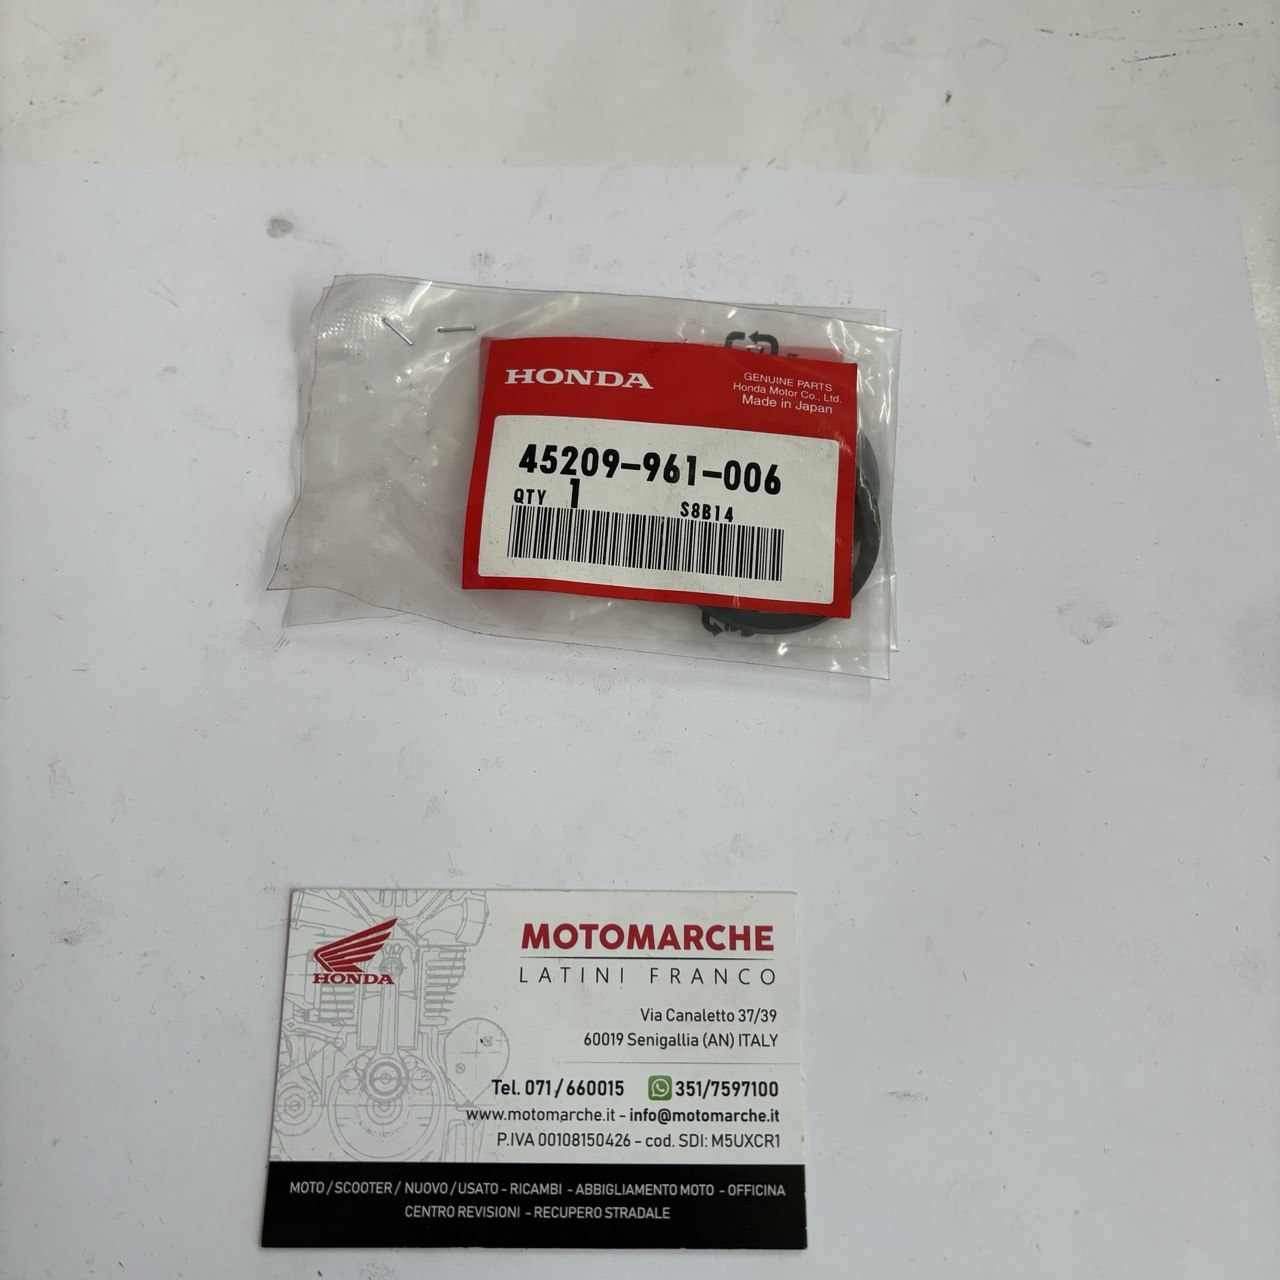 HONDA
GENUINE PARTS
Honda Motor Co., Ltd.
Made in Japan
45209-961-006
QTY 1 S8B14
HONDA
MOTOMARCHE
LATINI FRANCO
Via Canaletto 37/39
60019 Senigallia (AN) ITALY
Tel. 071/660015 351/7597100
www.motomarche.it - info@motomarche.it
P.IVA 00108150426 - cod. SDI: M5UXCR1
MOTO / SCOOTER / NUOVO / USATO - RICAMBI - ABBIGLIAMENTO MOTO - OFFICINA
CENTRO REVISIONI - RECUPERO STRADALE